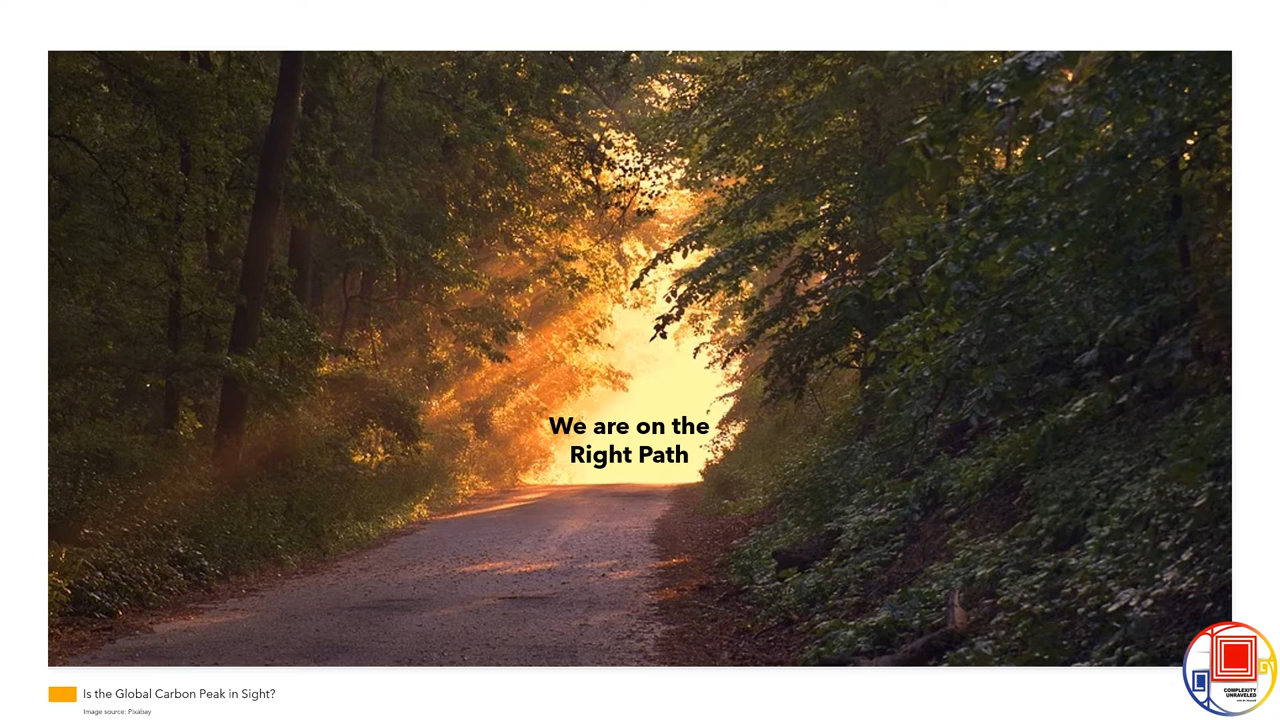 We are on the
Right Path
Is the Global Carbon Peak in Sight?
Image source: Pixabay
COMPLEXITY
UNRAVELED